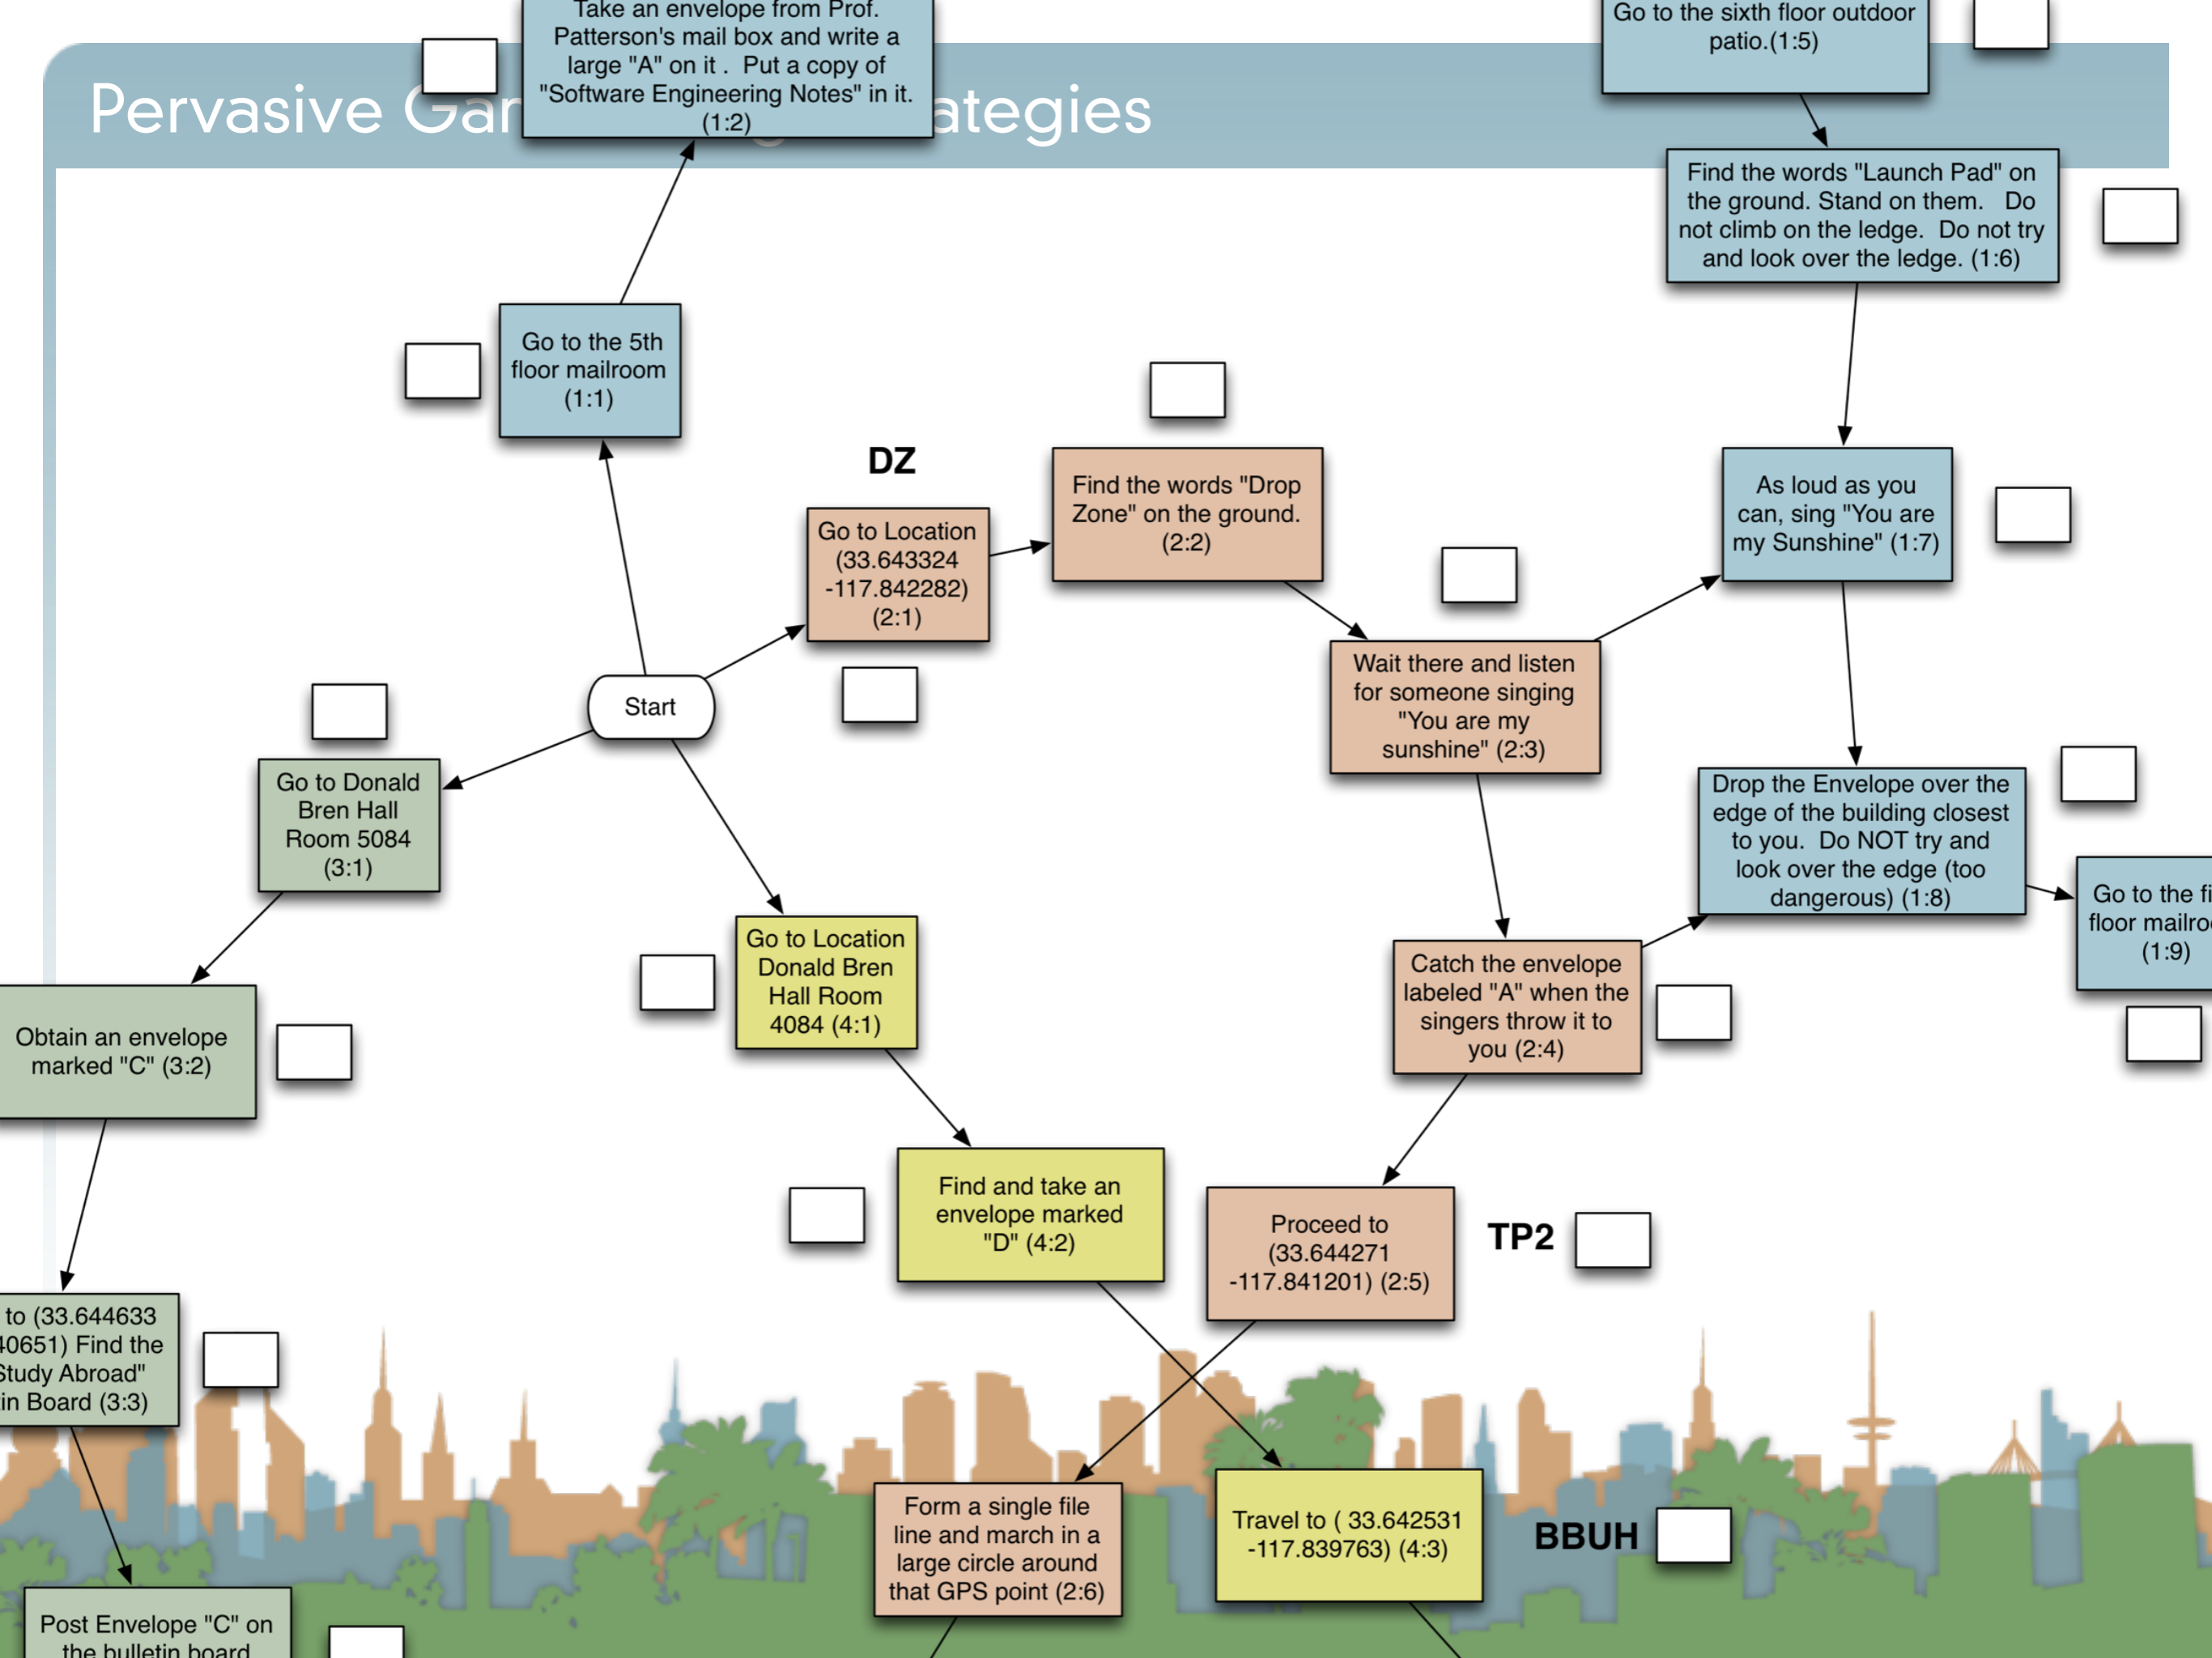 Take an envelope from Prof.
Patterson's mail box and write a
large "A" on it . Put a copy of
"Software Engineering Notes" in it.
(1:2)
Go to the sixth floor outdoor
patio.(1:5)
Pervasive
ategies
Find the words "Launch Pad" on
the ground. Stand on them. Do
not climb on the ledge. Do not try
and look over the ledge. (1:6)
Go to the 5th
floor mailroom
(1:1)
DZ
Go to Location
(33.643324
-117.842282)
(2:1)
Find the words "Drop
Zone" on the ground.
(2:2)
As loud as you
can, sing "You are
my Sunshine" (1:7)
Start
Wait there and listen
for someone singing
"You are my
sunshine" (2:3)
Go to Donald
Bren Hall
Room 5084
(3:1)
Drop the Envelope over the
edge of the building closest
to you. Do NOT try and
look over the edge (too
dangerous) (1:8)
Go to the fi
floor mailro
(1:9)
Go to Location
Donald Bren
Hall Room
4084 (4:1)
Catch the envelope
labeled "A" when the
singers throw it to
you (2:4)
Obtain an envelope
marked "C" (3:2)
Find and take an
envelope marked
"D" (4:2)
Proceed to
(33.644271
-117.841201) (2:5)
TP2
to (33.644633
40651) Find the
Study Abroad"
in Board (3:3)
Form a single file
line and march in a
large circle around
that GPS point (2:6)
Travel to ( 33.642531
-117.839763) (4:3)
BBUH
Post Envelope "C" on
the bulletin board